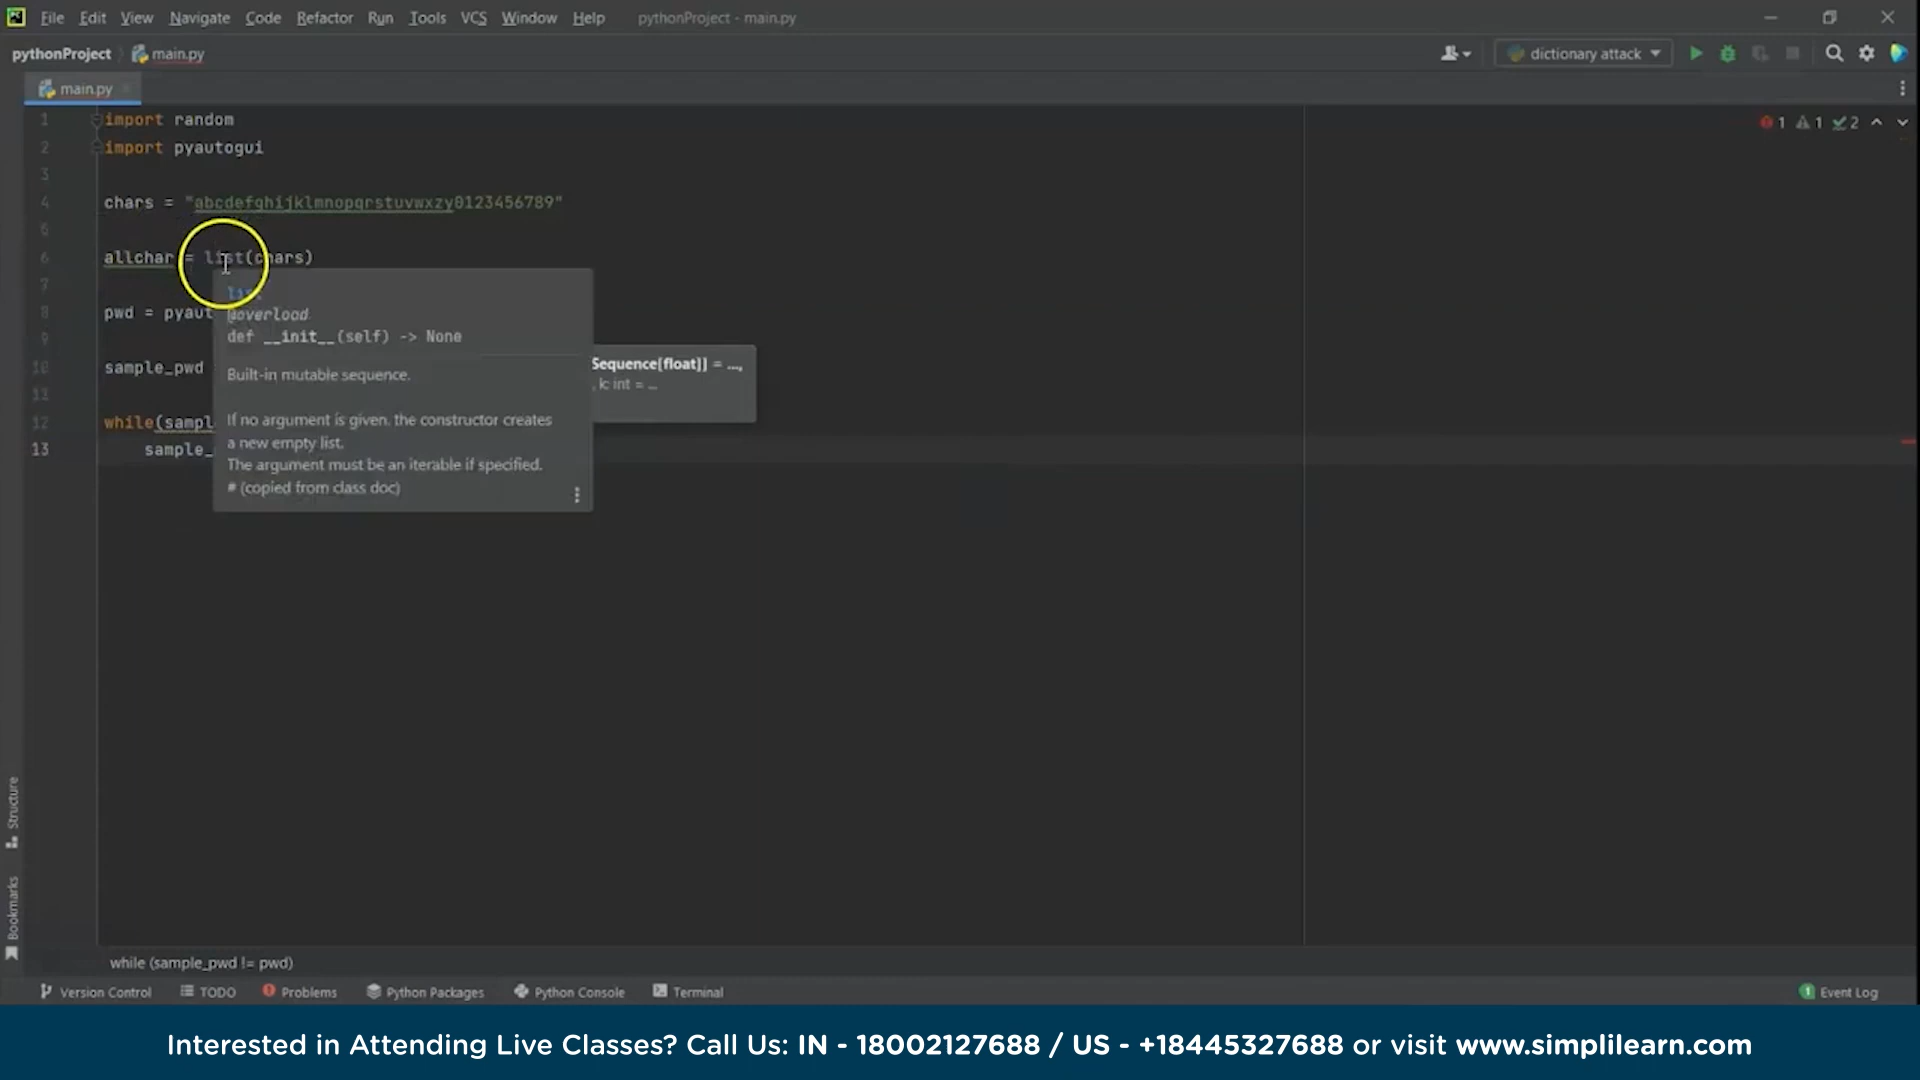 File Edit View Navigate Code Refactor Run Tools VCS Window Help pythonProject - main.py
pythonProject main.py dictionary attack
main.py
1 import random
2 import pyautogui
3
4 chars = "abcdefghijklmnopqrstuvwxzy0123456789"
5
6 allchar = list(chars)
7
8 pwd = pyaut
9
10 sample_pwd
11
12 while(sampl
13 sample_
1 1 2
@overload
def __init__(self) -> None
Built-in mutable sequence.
If no argument is given, the constructor creates
a new empty list.
The argument must be an iterable if specified.
# (copied from class doc)
Sequence[float]] = ...,
, k: int = ...
Structure
Bookmarks
while (sample_pwd != pwd)
Version Control TODO Problems Python Packages Python Console Terminal 1 Event Log
Interested in Attending Live Classes? Call Us: IN - 18002127688 / US - +18445327688 or visit www.simplilearn.com